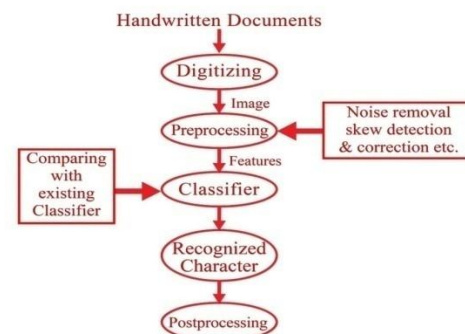 Handwritten Documents
Digitizing
Image
Preprocessing
Noise removal
skew detection
& correction etc.
Features
Comparing
with
existing
Classifier
Classifier
Recognized
Character
Postprocessing